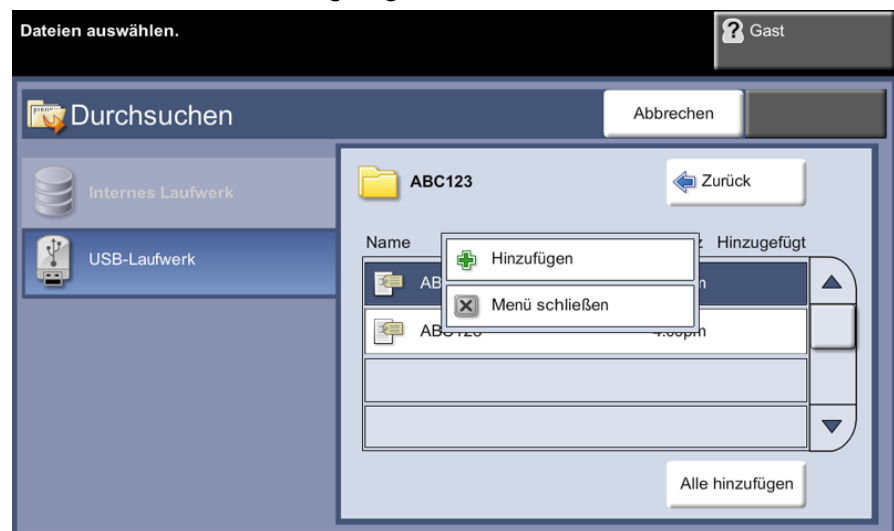 Dateien auswählen.
Gast
Durchsuchen
Abbrechen
Internes Laufwerk
USB-Laufwerk
ABC123
Zurück
Name
Hinzugefügt
Hinzufügen
Menü schließen
Alle hinzufügen